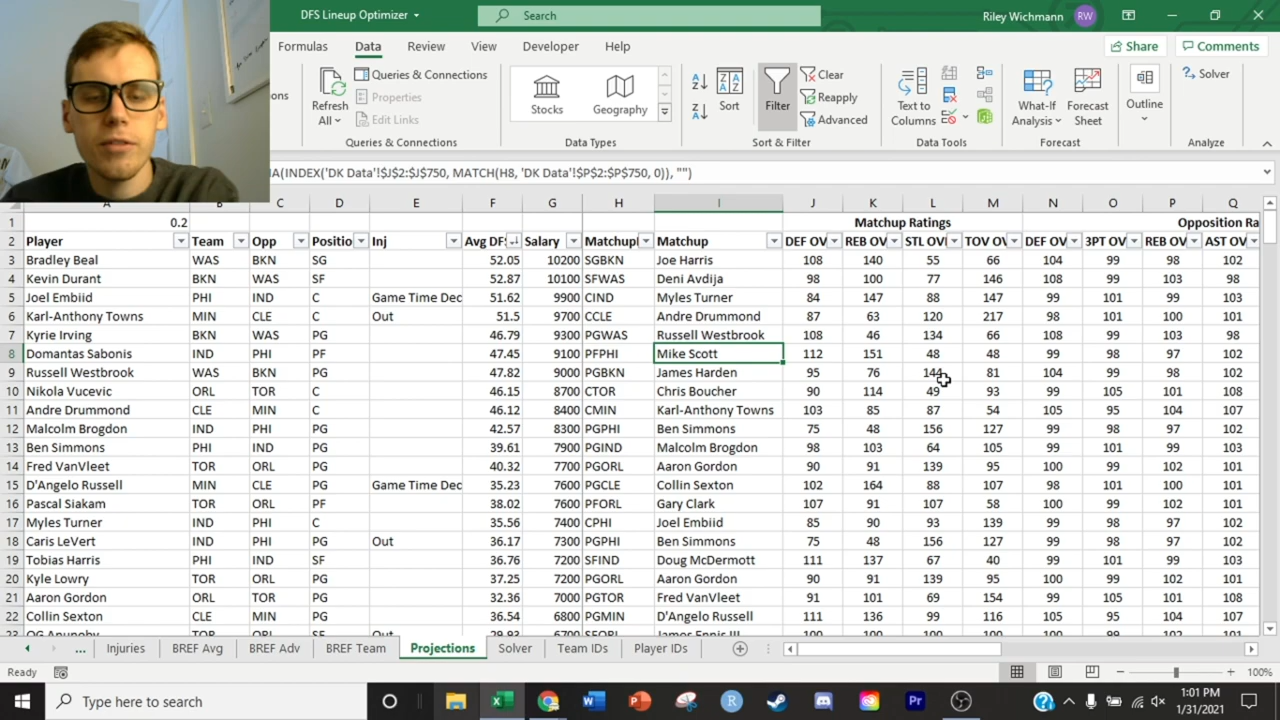 DFS Lineup Optimizer
Search
Riley Wichmann RW
Formulas Data Review View Developer Help
Share Comments
Refresh All
Queries & Connections
Properties
Edit Links
Stocks
Geography
Sort
Filter
Clear
Reapply
Advanced
Text to Columns
What-If Analysis
Forecast Sheet
Outline
Solver
Queries & Connections Data Types Sort & Filter Data Tools Forecast Analyze
(INDEX('DK Data'!$J$2:$J$750, MATCH(H8, 'DK Data'!$P$2:$P$750, 0)), "")
A B C D E F G H I J K L M N O P Q
1 0.2 Matchup Ratings Opposition Ra
2 Player Team Opp Positio Inj Avg DF Salary Matchup Matchup DEF OV REB OV STL OV TOV OV DEF OV 3PT OV REB OV AST OV
3 Bradley Beal WAS BKN SG 52.05 10200 SGBKN Joe Harris 108 140 55 66 104 99 98 102
4 Kevin Durant BKN WAS SF 52.87 10100 SFWAS Deni Avdija 98 100 77 146 99 99 103 98
5 Joel Embiid PHI IND C Game Time Dec 51.62 9900 CIND Myles Turner 84 147 88 147 99 101 99 103
6 Karl-Anthony Towns MIN CLE C Out 51.5 9700 CCLE Andre Drummond 87 63 120 217 98 101 100 101
7 Kyrie Irving BKN WAS PG 46.79 9300 PGWAS Russell Westbrook 108 46 134 66 108 99 103 98
8 Domantas Sabonis IND PHI PF 47.45 9100 PFPHI Mike Scott 112 151 48 48 99 98 97 102
9 Russell Westbrook WAS BKN PG 47.82 9000 PGBKN James Harden 95 76 144 81 104 99 98 102
10 Nikola Vucevic ORL TOR C 46.15 8700 CTOR Chris Boucher 90 114 49 93 99 105 101 108
11 Andre Drummond CLE MIN C 46.12 8400 CMIN Karl-Anthony Towns 103 85 87 54 105 95 104 107
12 Malcolm Brogdon IND PHI PG 42.57 8300 PGPHI Ben Simmons 75 48 156 127 99 98 97 102
13 Ben Simmons PHI IND PG 39.61 7900 PGIND Malcolm Brogdon 98 103 64 105 99 101 99 103
14 Fred VanVleet TOR ORL PG 40.32 7700 PGORL Aaron Gordon 90 91 139 95 100 99 102 101
15 D'Angelo Russell MIN CLE PG Game Time Dec 35.23 7600 PGCLE Collin Sexton 102 164 88 107 98 101 100 101
16 Pascal Siakam TOR ORL PF 38.02 7600 PFORL Gary Clark 107 91 107 58 100 99 102 101
17 Myles Turner IND PHI C 35.56 7400 CPHI Joel Embiid 85 90 93 139 99 98 97 102
18 Caris LeVert IND PHI PG Out 36.17 7300 PGPHI Ben Simmons 75 48 156 127 99 98 97 102
19 Tobias Harris PHI IND SF 36.76 7200 SFIND Doug McDermott 111 137 67 40 99 101 99 103
20 Kyle Lowry TOR ORL PG 37.25 7200 PGORL Aaron Gordon 90 91 139 95 100 99 102 101
21 Aaron Gordon ORL TOR PG 32.36 7000 PGTOR Fred VanVleet 91 101 69 154 99 105 101 108
22 Collin Sexton CLE MIN PG 36.54 6800 PGMIN D'Angelo Russell 111 136 99 116 105 95 104 107
... Injuries BREF Avg BREF Adv BREF Team Projections Solver Team IDs Player IDs
Ready 100%
Type here to search
1:01 PM
1/31/2021